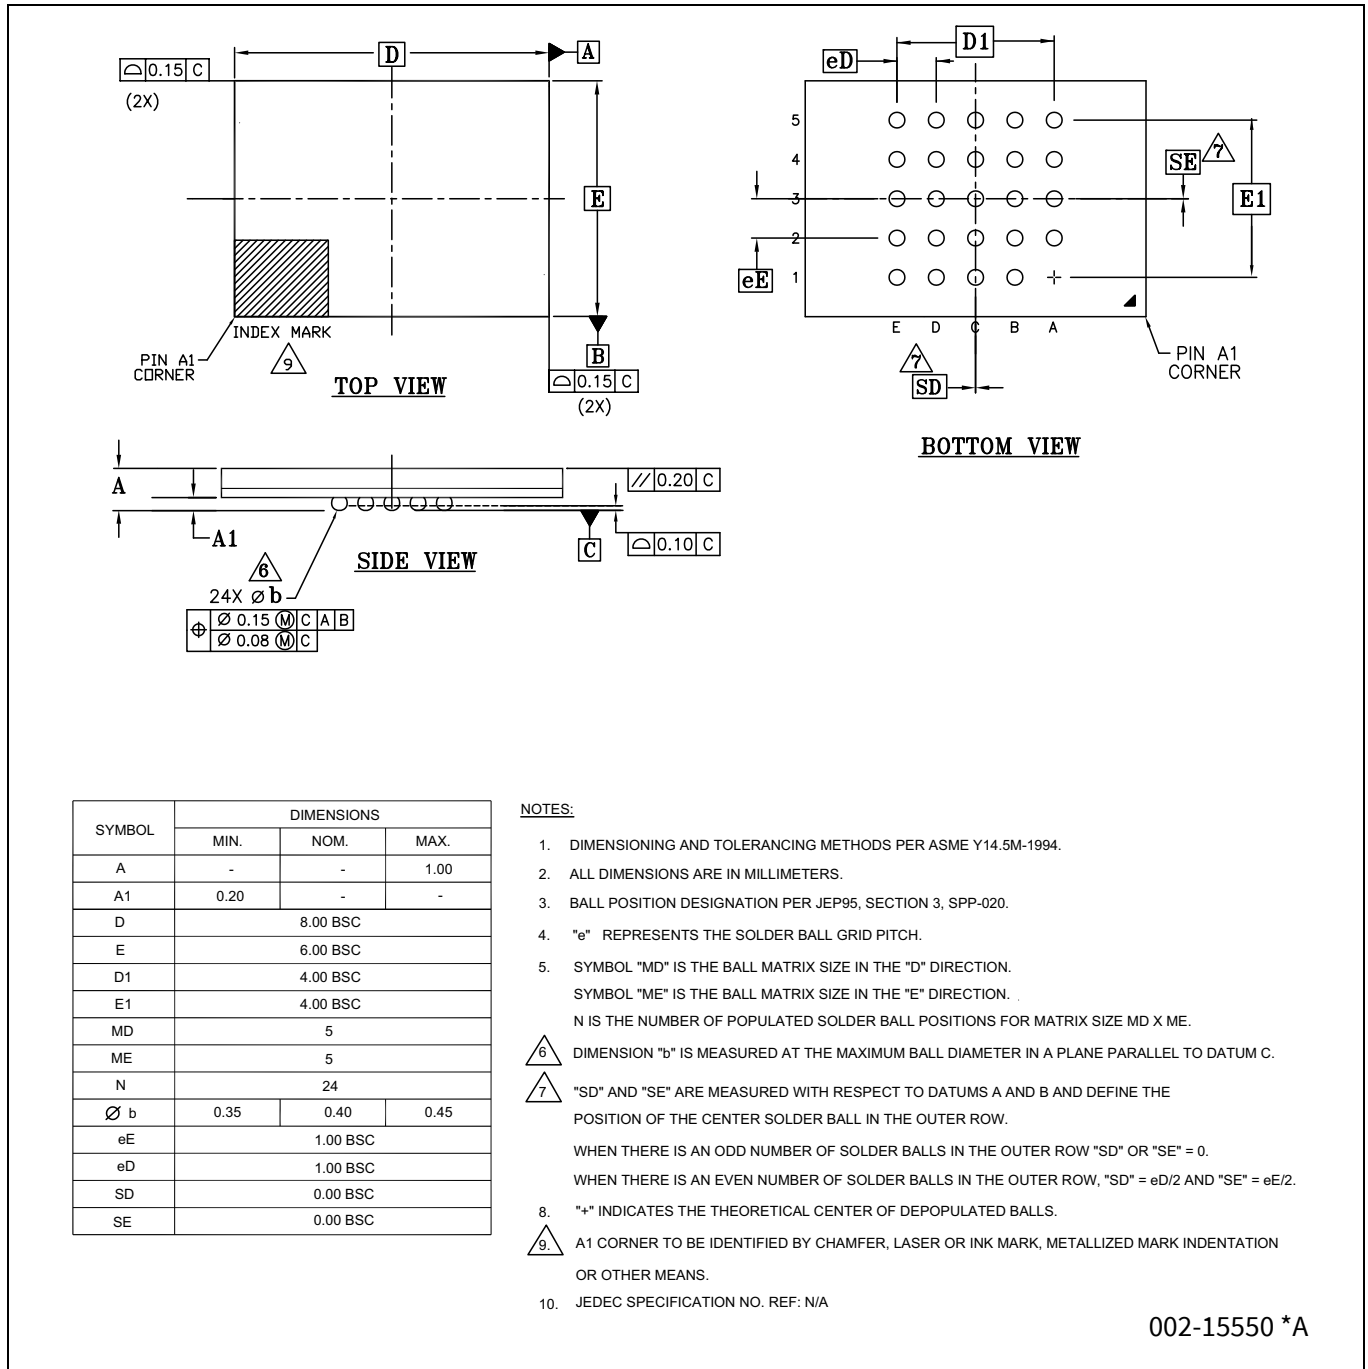 D
A
0.15 C
(2X)
E
INDEX MARK
9
PIN A1
CORNER
B
0.15 C
(2X)
TOP VIEW
eD
D1
5
4
3
2
1
SE
7
E1
eE
E D C B A
7
SD
PIN A1
CORNER
BOTTOM VIEW
A
A1
// 0.20 C
0.10 C
C
SIDE VIEW
6
24X Ø b
⌖ Ø 0.15 Ⓜ C A B
Ø 0.08 Ⓜ C
SYMBOL DIMENSIONS
MIN. NOM. MAX.
A - - 1.00
A1 0.20 - -
D 8.00 BSC
E 6.00 BSC
D1 4.00 BSC
E1 4.00 BSC
MD 5
ME 5
N 24
Ø b 0.35 0.40 0.45
eE 1.00 BSC
eD 1.00 BSC
SD 0.00 BSC
SE 0.00 BSC
NOTES:
1. DIMENSIONING AND TOLERANCING METHODS PER ASME Y14.5M-1994.
2. ALL DIMENSIONS ARE IN MILLIMETERS.
3. BALL POSITION DESIGNATION PER JEP95, SECTION 3, SPP-020.
4. "e" REPRESENTS THE SOLDER BALL GRID PITCH.
5. SYMBOL "MD" IS THE BALL MATRIX SIZE IN THE "D" DIRECTION.
SYMBOL "ME" IS THE BALL MATRIX SIZE IN THE "E" DIRECTION.
N IS THE NUMBER OF POPULATED SOLDER BALL POSITIONS FOR MATRIX SIZE MD X ME.
6 DIMENSION "b" IS MEASURED AT THE MAXIMUM BALL DIAMETER IN A PLANE PARALLEL TO DATUM C.
7 "SD" AND "SE" ARE MEASURED WITH RESPECT TO DATUMS A AND B AND DEFINE THE
POSITION OF THE CENTER SOLDER BALL IN THE OUTER ROW.
WHEN THERE IS AN ODD NUMBER OF SOLDER BALLS IN THE OUTER ROW "SD" OR "SE" = 0.
WHEN THERE IS AN EVEN NUMBER OF SOLDER BALLS IN THE OUTER ROW, "SD" = eD/2 AND "SE" = eE/2.
8. "+" INDICATES THE THEORETICAL CENTER OF DEPOPULATED BALLS.
9. A1 CORNER TO BE IDENTIFIED BY CHAMFER, LASER OR INK MARK, METALLIZED MARK INDENTATION
OR OTHER MEANS.
10. JEDEC SPECIFICATION NO. REF: N/A
002-15550 *A